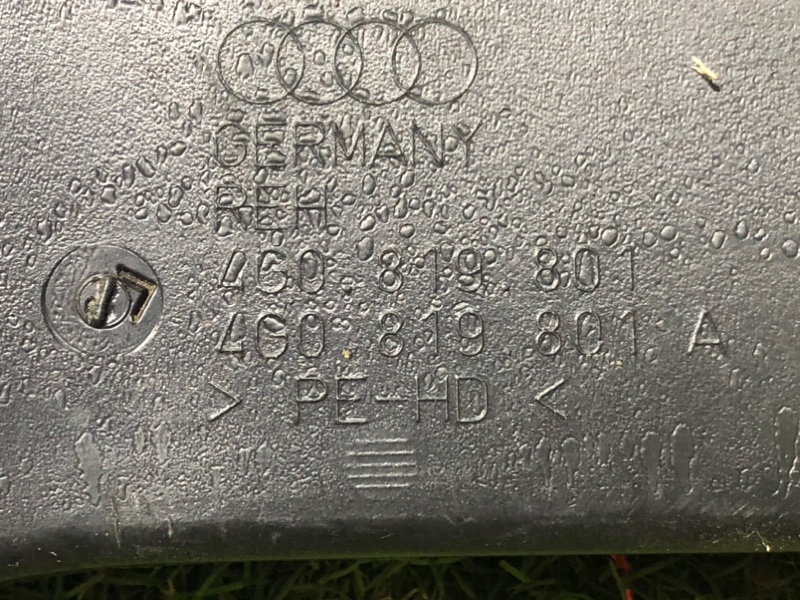 GERMANY
REH
4G0.819.801
4G0.819 801 A
> PE-HD <